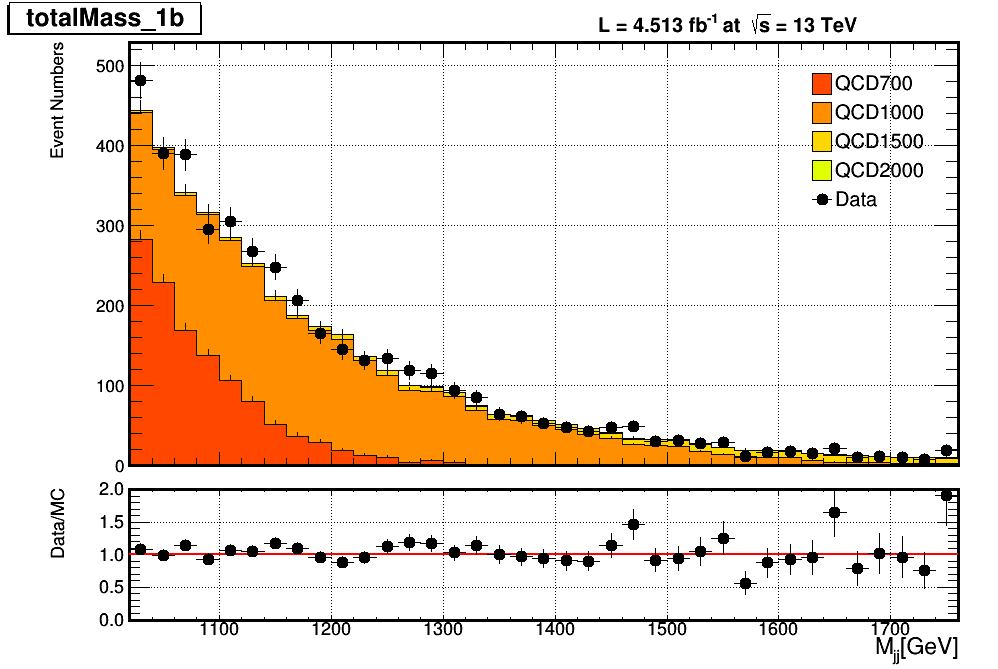 totalMass_1b
L = 4.513 fb⁻¹ at √s = 13 TeV
Event Numbers
500
400
300
200
100
0
QCD700
QCD1000
QCD1500
QCD2000
Data
Data/MC
2.0
1.5
1.0
0.5
0.0
1100 1200 1300 1400 1500 1600 1700
M_jj[GeV]